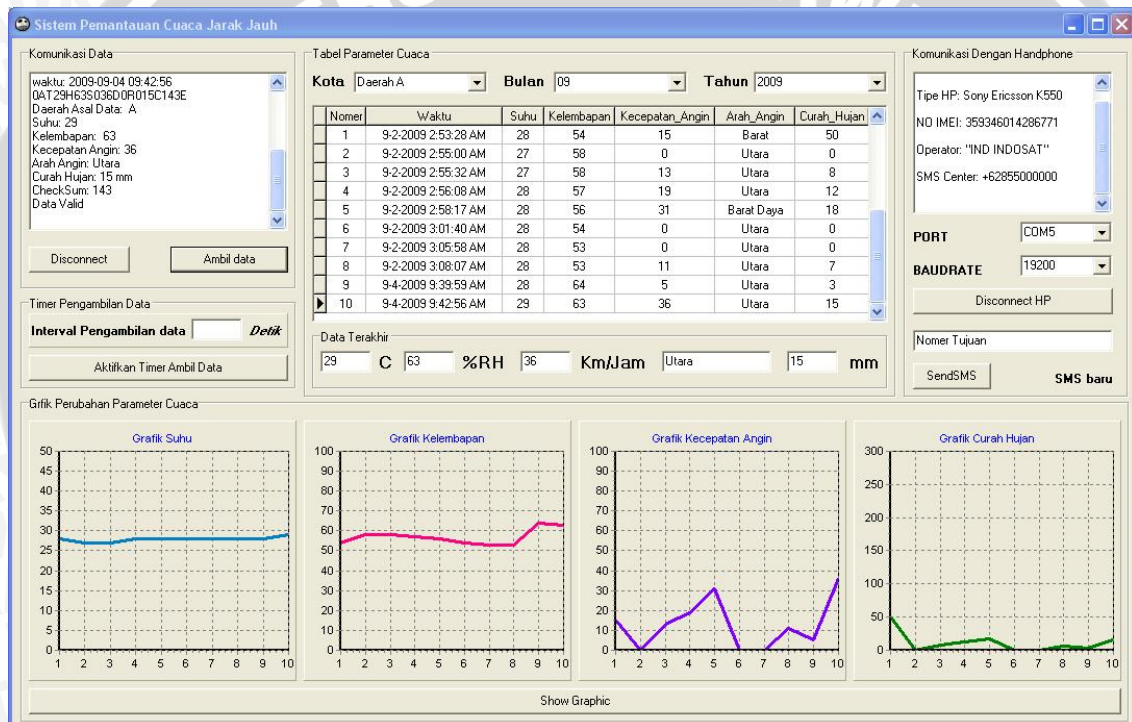 Sistem Pemantauan Cuaca Jarak Jauh
Komunikasi Data
waktu: 2009-09-04 09:42:56
0AT29H63S036D0R015C143E
Daerah Asal Data: A
Suhu: 29
Kelembapan: 63
Kecepatan Angin: 36
Arah Angin: Utara
Curah Hujan: 15 mm
CheckSum: 143
Data Valid
Disconnect Ambil data
Timer Pengambilan Data
Interval Pengambilan data Detik
Aktifkan Timer Ambil Data
Tabel Parameter Cuaca
Kota Daerah A Bulan 09 Tahun 2009
Nomer Waktu Suhu Kelembapan Kecepatan_Angin Arah_Angin Curah_Hujan
1 9-2-2009 2:53:28 AM 28 54 15 Barat 50
2 9-2-2009 2:55:00 AM 27 58 0 Utara 0
3 9-2-2009 2:55:32 AM 27 58 13 Utara 8
4 9-2-2009 2:56:08 AM 28 57 19 Utara 12
5 9-2-2009 2:58:17 AM 28 56 31 Barat Daya 18
6 9-2-2009 3:01:40 AM 28 54 0 Utara 0
7 9-2-2009 3:05:58 AM 28 53 0 Utara 0
8 9-2-2009 3:08:07 AM 28 53 11 Utara 7
9 9-4-2009 9:39:59 AM 28 64 5 Utara 3
10 9-4-2009 9:42:56 AM 29 63 36 Utara 15
Data Terakhir
29 C 63 %RH 36 Km/Jam Utara 15 mm
Komunikasi Dengan Handphone
Tipe HP: Sony Ericsson K550
NO IMEI: 359346014286771
Operator: "IND INDOSAT"
SMS Center: +62855000000
PORT COM5
BAUDRATE 19200
Disconnect HP
Nomer Tujuan
SendSMS SMS baru
Grfik Perubahan Parameter Cuaca
Grafik Suhu
50
45
40
35
30
25
20
15
10
5
0
1 2 3 4 5 6 7 8 9 10
Grafik Kelembapan
100
90
80
70
60
50
40
30
20
10
0
1 2 3 4 5 6 7 8 9 10
Grafik Kecepatan Angin
100
90
80
70
60
50
40
30
20
10
0
1 2 3 4 5 6 7 8 9 10
Grafik Curah Hujan
300
250
200
150
100
50
0
1 2 3 4 5 6 7 8 9 10
Show Graphic